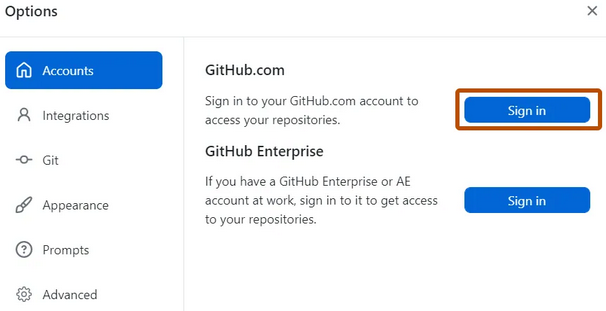 Options
Accounts
Integrations
Git
Appearance
Prompts
Advanced
GitHub.com
Sign in to your GitHub.com account to
access your repositories.
Sign in
GitHub Enterprise
If you have a GitHub Enterprise or AE
account at work, sign in to it to get access
to your repositories.
Sign in